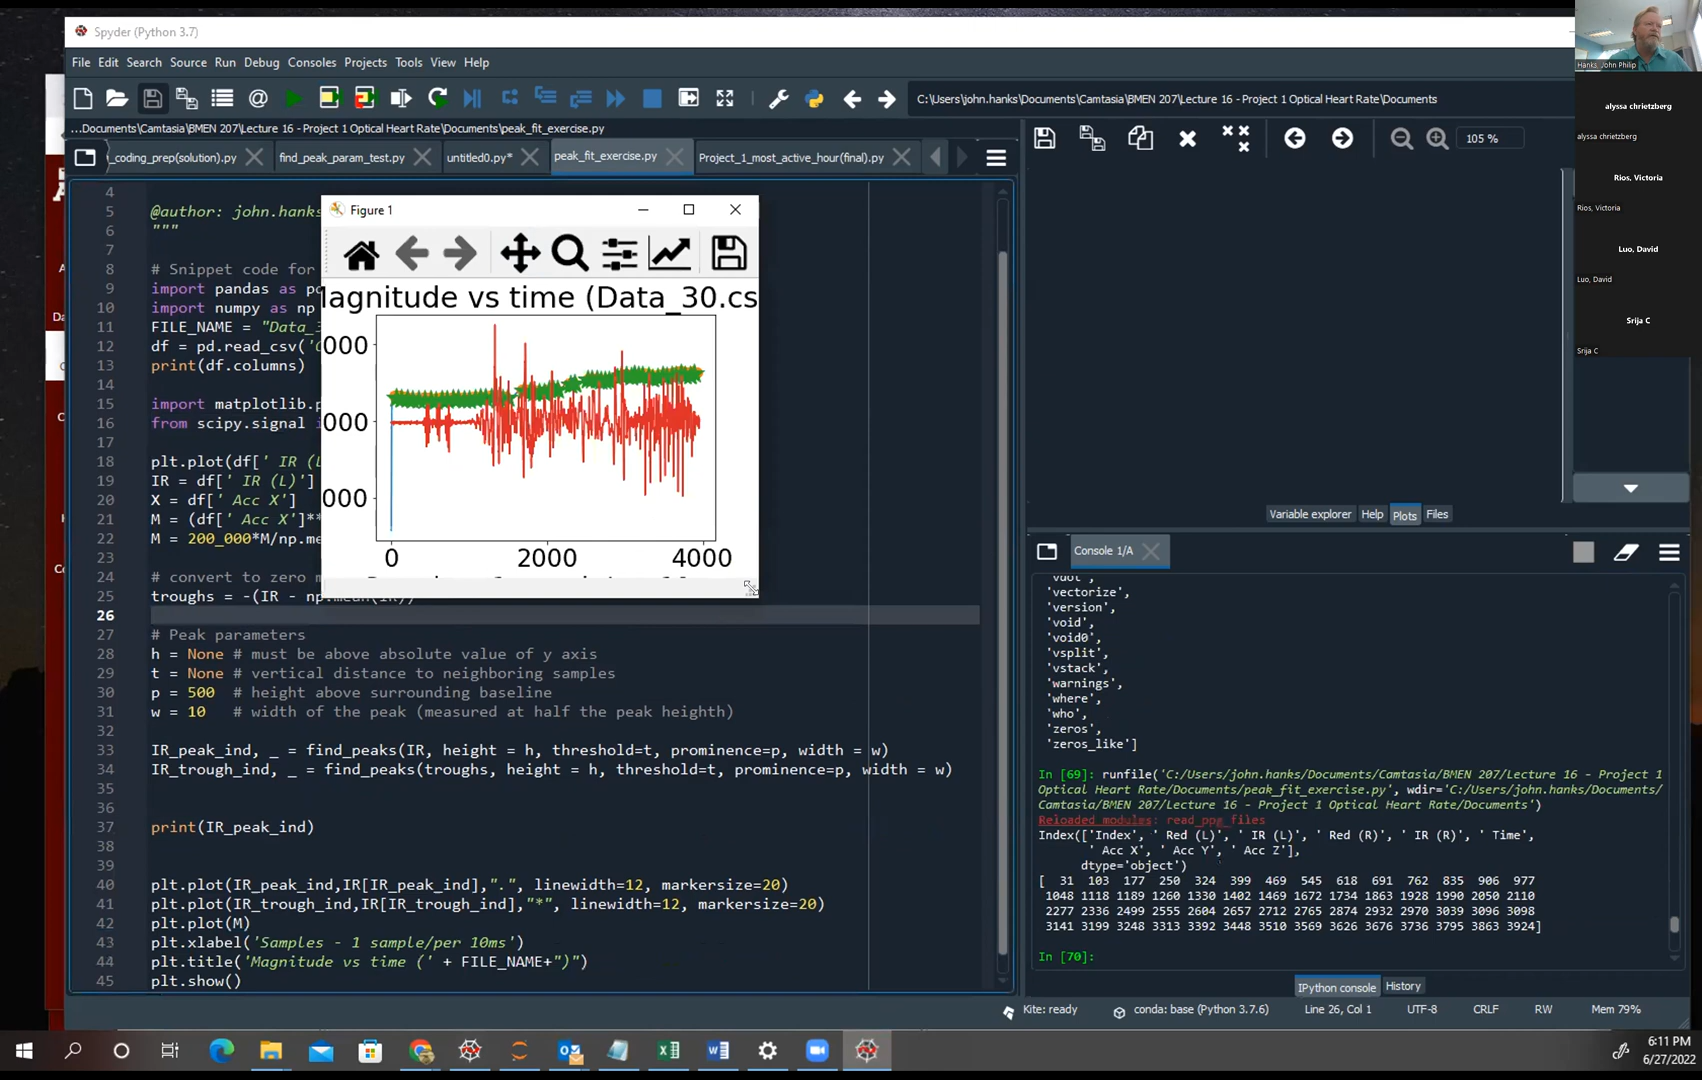 Spyder (Python 3.7)
File Edit Search Source Run Debug Consoles Projects Tools View Help
C:\Users\john.hanks\Documents\Camtasia\BMEN 207\Lecture 16 - Project 1 Optical Heart Rate\Documents
...Documents\Camtasia\BMEN 207\Lecture 16 - Project 1 Optical Heart Rate\Documents\peak_fit_exercise.py
_coding_prep(solution).py find_peak_param_test.py untitled0.py* peak_fit_exercise.py Project_1_most_active_hour(final).py
105 %
4
5 @author: john.hanks
6 """
7
8 # Snippet code for
9 import pandas as pd
10 import numpy as np
11 FILE_NAME = "Data_3
12 df = pd.read_csv('
13 print(df.columns)
14
15 import matplotlib.p
16 from scipy.signal i
17
18 plt.plot(df[' IR (L
19 IR = df[' IR (L)']
20 X = df[' Acc X']
21 M = (df[' Acc X']**
22 M = 200_000*M/np.me
23
24 # convert to zero m
25 troughs = -(IR - np.mean(IR))
26
27 # Peak parameters
28 h = None # must be above absolute value of y axis
29 t = None # vertical distance to neighboring samples
30 p = 500 # height above surrounding baseline
31 w = 10 # width of the peak (measured at half the peak heighth)
32
33 IR_peak_ind, _ = find_peaks(IR, height = h, threshold=t, prominence=p, width = w)
34 IR_trough_ind, _ = find_peaks(troughs, height = h, threshold=t, prominence=p, width = w)
35
36
37 print(IR_peak_ind)
38
39
40 plt.plot(IR_peak_ind,IR[IR_peak_ind],".", linewidth=12, markersize=20)
41 plt.plot(IR_trough_ind,IR[IR_trough_ind],"*", linewidth=12, markersize=20)
42 plt.plot(M)
43 plt.xlabel('Samples - 1 sample/per 10ms')
44 plt.title('Magnitude vs time (' + FILE_NAME+")")
45 plt.show()
Figure 1
lagnitude vs time (Data_30.cs
000
000
000
0 2000 4000
Variable explorer Help Plots Files
Console 1/A
'vdot',
'vectorize',
'version',
'void',
'void0',
'vsplit',
'vstack',
'warnings',
'where',
'who',
'zeros',
'zeros_like']
In [69]: runfile('C:/Users/john.hanks/Documents/Camtasia/BMEN 207/Lecture 16 - Project 1
Optical Heart Rate/Documents/peak_fit_exercise.py', wdir='C:/Users/john.hanks/Documents/
Camtasia/BMEN 207/Lecture 16 - Project 1 Optical Heart Rate/Documents')
Reloaded modules: read_ppg_files
Index(['Index', ' Red (L)', ' IR (L)', ' Red (R)', ' IR (R)', ' Time',
' Acc X', ' Acc Y', ' Acc Z'],
dtype='object')
[ 31 103 177 250 324 399 469 545 618 691 762 835 906 977
1048 1118 1189 1260 1330 1402 1469 1672 1734 1863 1928 1990 2050 2110
2277 2336 2499 2555 2604 2657 2712 2765 2874 2932 2970 3039 3096 3098
3141 3199 3248 3313 3392 3448 3510 3569 3626 3676 3736 3795 3863 3924]
In [70]:
IPython console History
Kite: ready conda: base (Python 3.7.6) Line 26, Col 1 UTF-8 CRLF RW Mem 79%
6:11 PM
6/27/2022
Hanks, John Philip
alyssa chrietzberg
alyssa chrietzberg
Rios, Victoria
Rios, Victoria
Luo, David
Luo, David
Srija C
Srija C